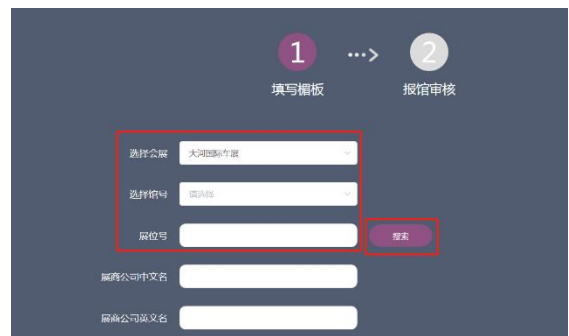 1 ···> 2
填写楣板 报馆审核
选择会展 大河国际车展
选择馆号 请选择
展位号 搜索
展商公司中文名
展商公司英文名